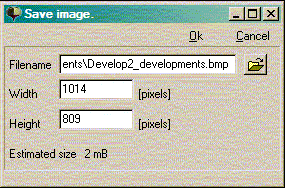 Save image.
Ok Cancel
Filename ents\Develop2_developments.bmp
Width 1014 [pixels]
Height 809 [pixels]
Estimated size 2 mB